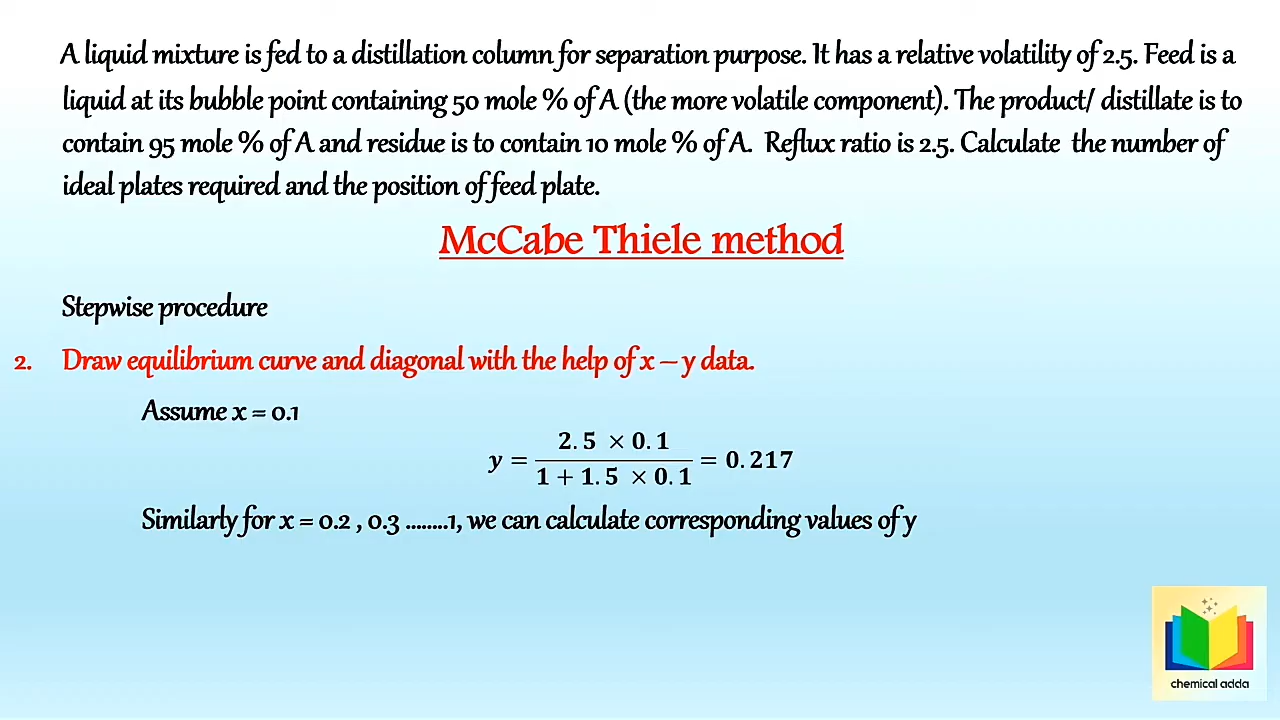 A liquid mixture is fed to a distillation column for separation purpose. It has a relative volatility of 2.5. Feed is a
liquid at its bubble point containing 50 mole % of A (the more volatile component). The product/ distillate is to
contain 95 mole % of A and residue is to contain 10 mole % of A. Reflux ratio is 2.5. Calculate the number of
ideal plates required and the position of feed plate.
McCabe Thiele method
Stepwise procedure
2. Draw equilibrium curve and diagonal with the help of x – y data.
Assume x = 0.1
y = (2.5 × 0.1) / (1 + 1.5 × 0.1) = 0.217
Similarly for x = 0.2 , 0.3 ........1, we can calculate corresponding values of y
chemical adda